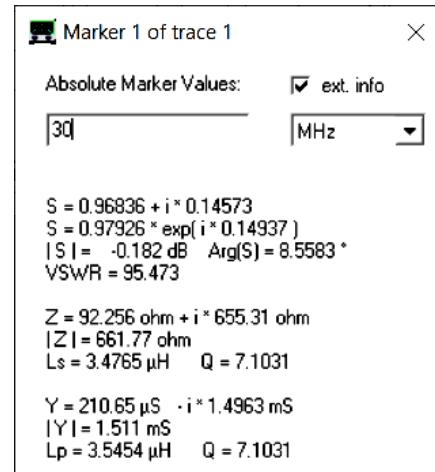 Marker 1 of trace 1
Absolute Marker Values:
ext. info
30
MHz
S = 0.96836 + i * 0.14573
S = 0.97926 * exp( i * 0.14937 )
| S | = -0.182 dB Arg(S) = 8.5583 °
VSWR = 95.473
Z = 92.256 ohm + i * 655.31 ohm
| Z | = 661.77 ohm
Ls = 3.4765 µH Q = 7.1031
Y = 210.65 µS - i * 1.4963 mS
| Y | = 1.511 mS
Lp = 3.5454 µH Q = 7.1031